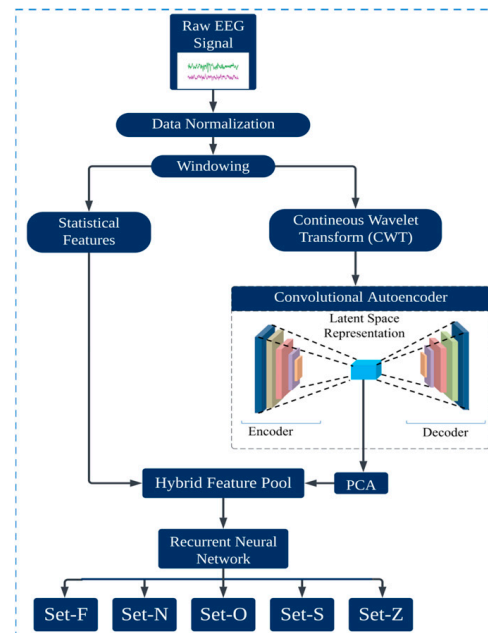 Raw EEG
Signal
Data Normalization
Windowing
Statistical
Features
Contineous Wavelet
Transform (CWT)
Convolutional Autoencoder
Latent Space
Representation
Encoder
Decoder
Hybrid Feature Pool
PCA
Recurrent Neural
Network
Set-F
Set-N
Set-O
Set-S
Set-Z